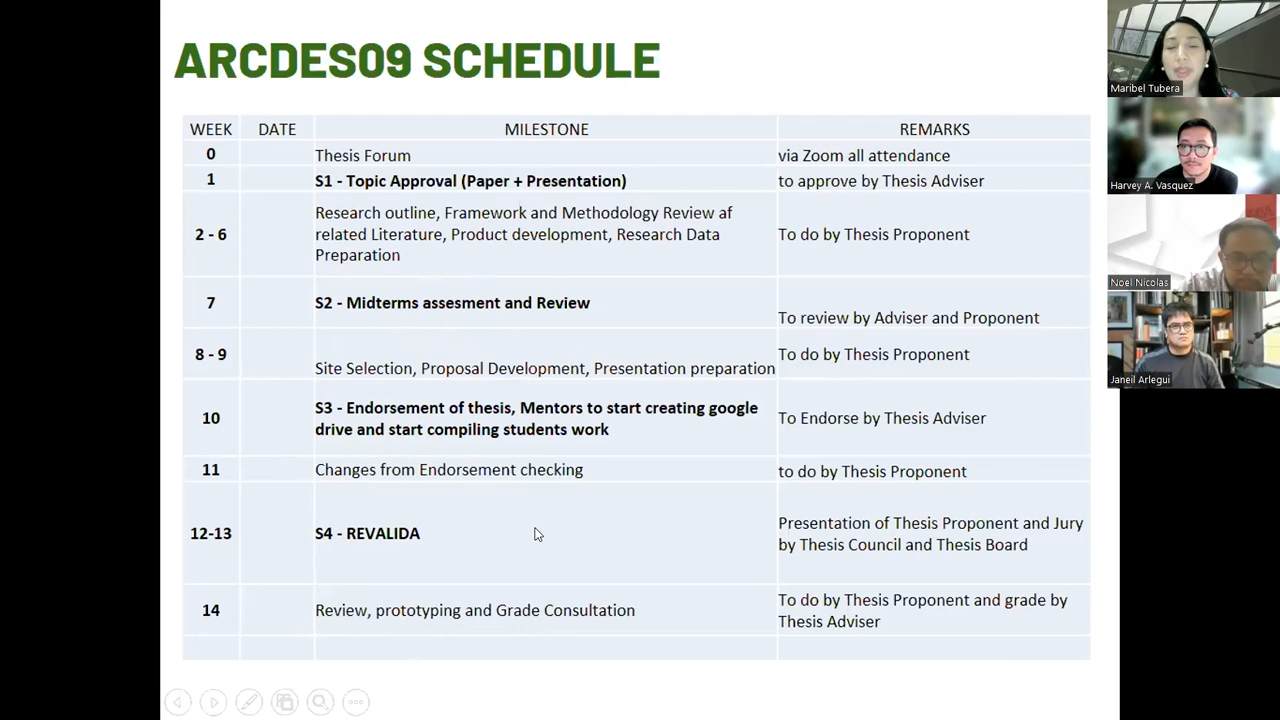 ARCDES09 SCHEDULE
WEEK DATE MILESTONE REMARKS
0 Thesis Forum via Zoom all attendance
1 S1 - Topic Approval (Paper + Presentation) to approve by Thesis Adviser
2 - 6 Research outline, Framework and Methodology Review af
related Literature, Product development, Research Data
Preparation
To do by Thesis Proponent
7 S2 - Midterms assesment and Review To review by Adviser and Proponent
8 - 9 Site Selection, Proposal Development, Presentation preparation To do by Thesis Proponent
10 S3 - Endorsement of thesis, Mentors to start creating google
drive and start compiling students work
To Endorse by Thesis Adviser
11 Changes from Endorsement checking to do by Thesis Proponent
12-13 S4 - REVALIDA Presentation of Thesis Proponent and Jury
by Thesis Council and Thesis Board
14 Review, prototyping and Grade Consultation To do by Thesis Proponent and grade by
Thesis Adviser
Maribel Tubera
Harvey A. Vasquez
Noel Nicolas
Janeil Arlegui